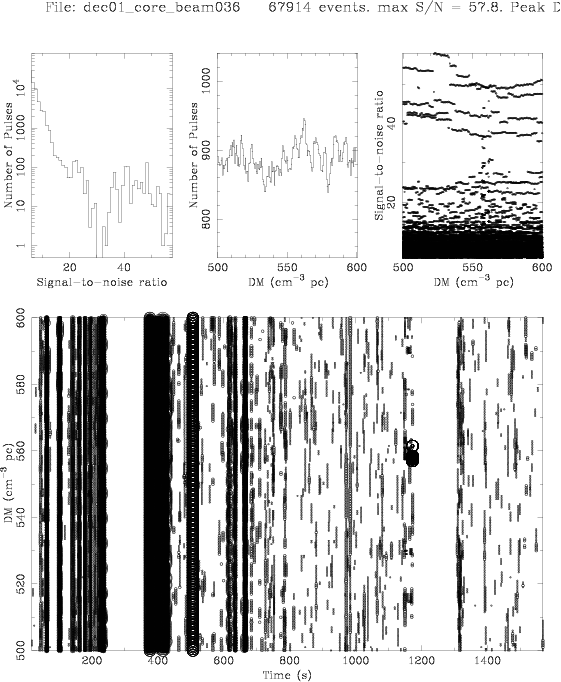 File: dec01_core_beam036 67914 events. max S/N = 57.8. Peak D
Number of Pulses
1 10 100 1000 10⁴
20 40
Signal-to-noise ratio
Number of Pulses
800 900 1000
500 550 600
DM (cm⁻³ pc)
Signal-to-noise ratio
20 40
500 550 600
DM (cm⁻³ pc)
DM (cm⁻³ pc)
500 520 540 560 580 600
200 400 600 800 1000 1200 1400
Time (s)